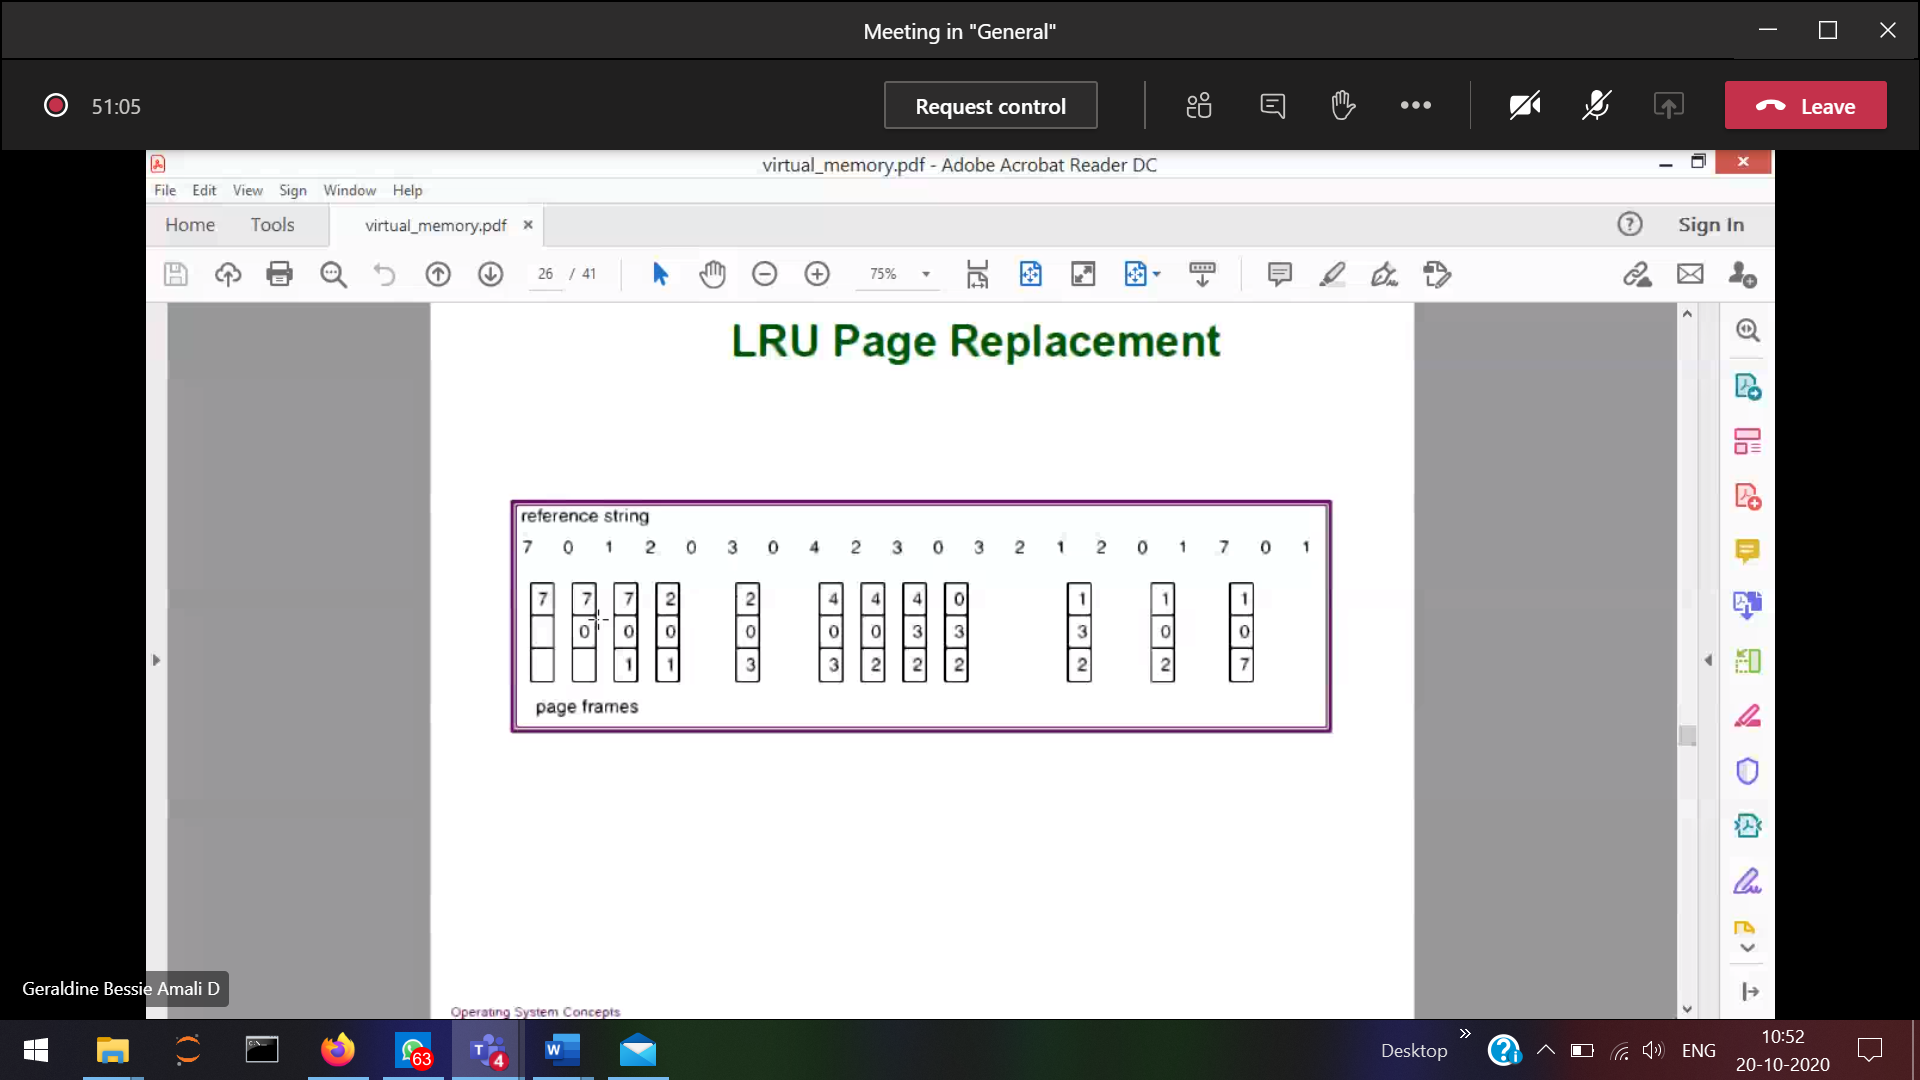 Meeting in "General"
51:05
Request control
Leave
virtual_memory.pdf - Adobe Acrobat Reader DC
File Edit View Sign Window Help
Home Tools virtual_memory.pdf × Sign In
26 / 41 75%
LRU Page Replacement
reference string
7 0 1 2 0 3 0 4 2 3 0 3 2 1 2 0 1 7 0 1
7 7 7 2 2 4 4 4 0 1 1 1
0 0 0 0 0 0 3 3 3 0 0
1 1 3 3 2 2 2 2 2 7
page frames
Geraldine Bessie Amali D
Operating System Concepts
63
4
Desktop
ENG
10:52
20-10-2020